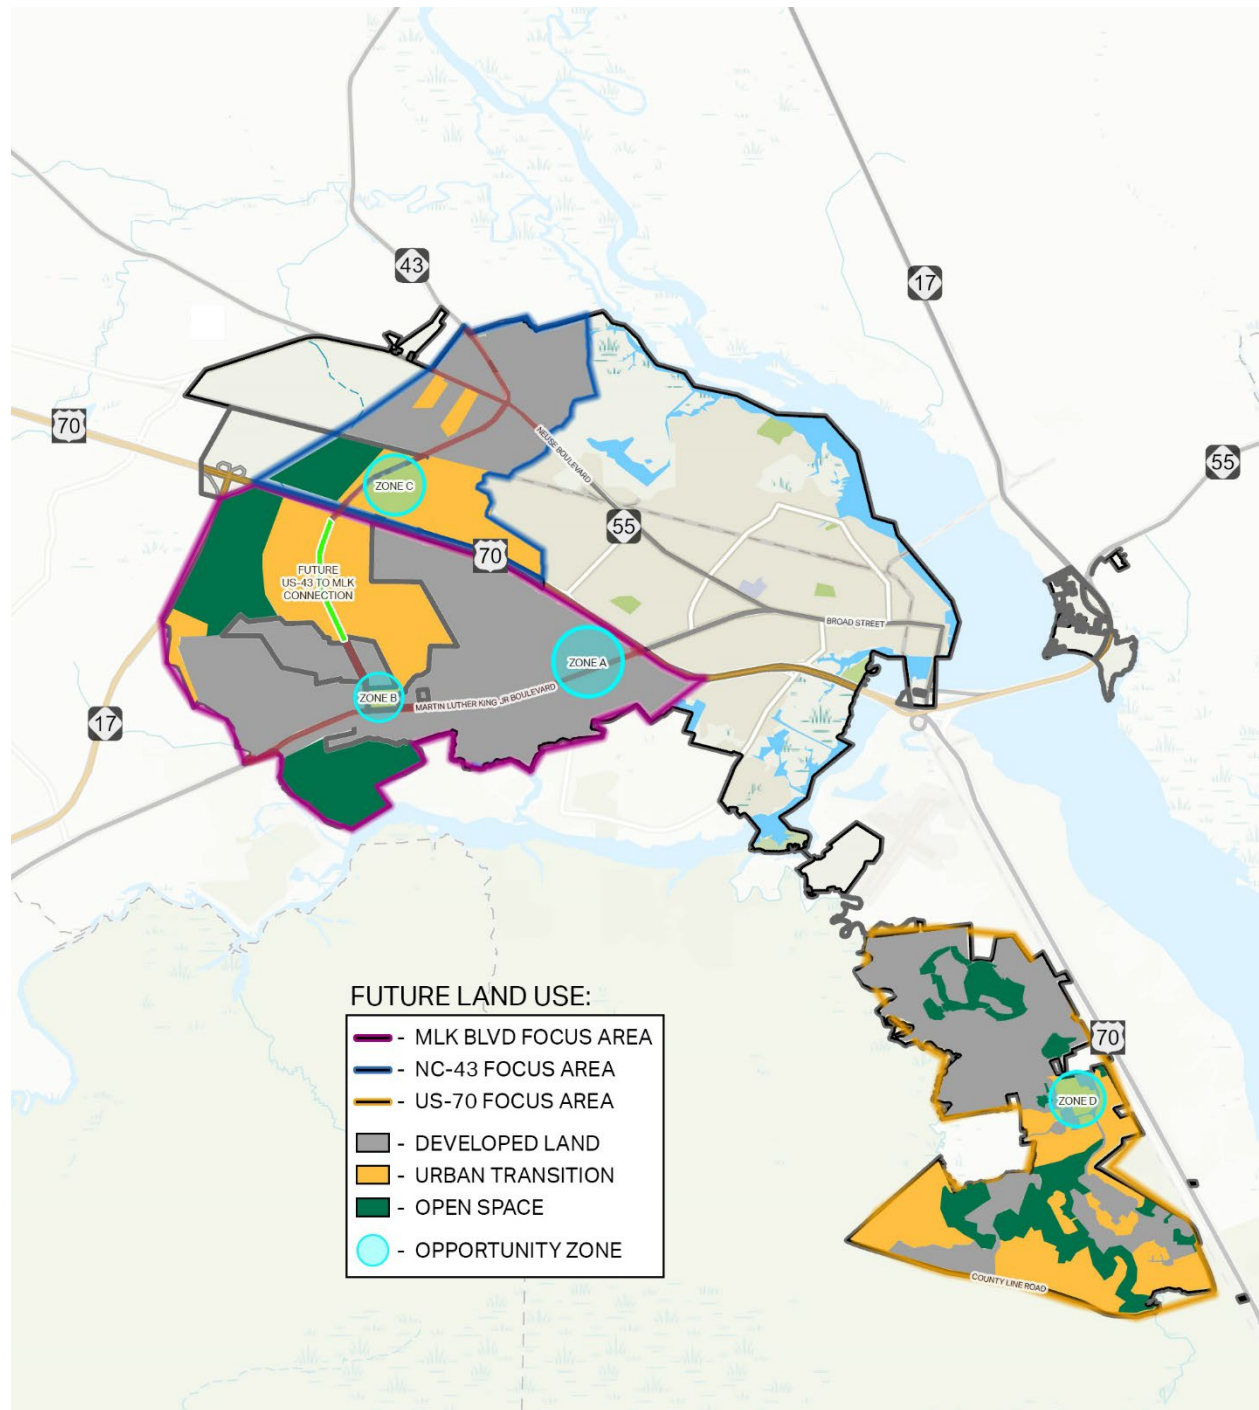 43
17
70
55
NEUSE BOULEVARD
ZONE C
55
70
FUTURE
US-43 TO MLK
CONNECTION
BROAD STREET
ZONE A
ZONE B
MARTIN LUTHER KING JR BOULEVARD
17
FUTURE LAND USE:
- MLK BLVD FOCUS AREA
- NC-43 FOCUS AREA
- US-70 FOCUS AREA
- DEVELOPED LAND
- URBAN TRANSITION
- OPEN SPACE
- OPPORTUNITY ZONE
70
ZONE D
COUNTY LINE ROAD